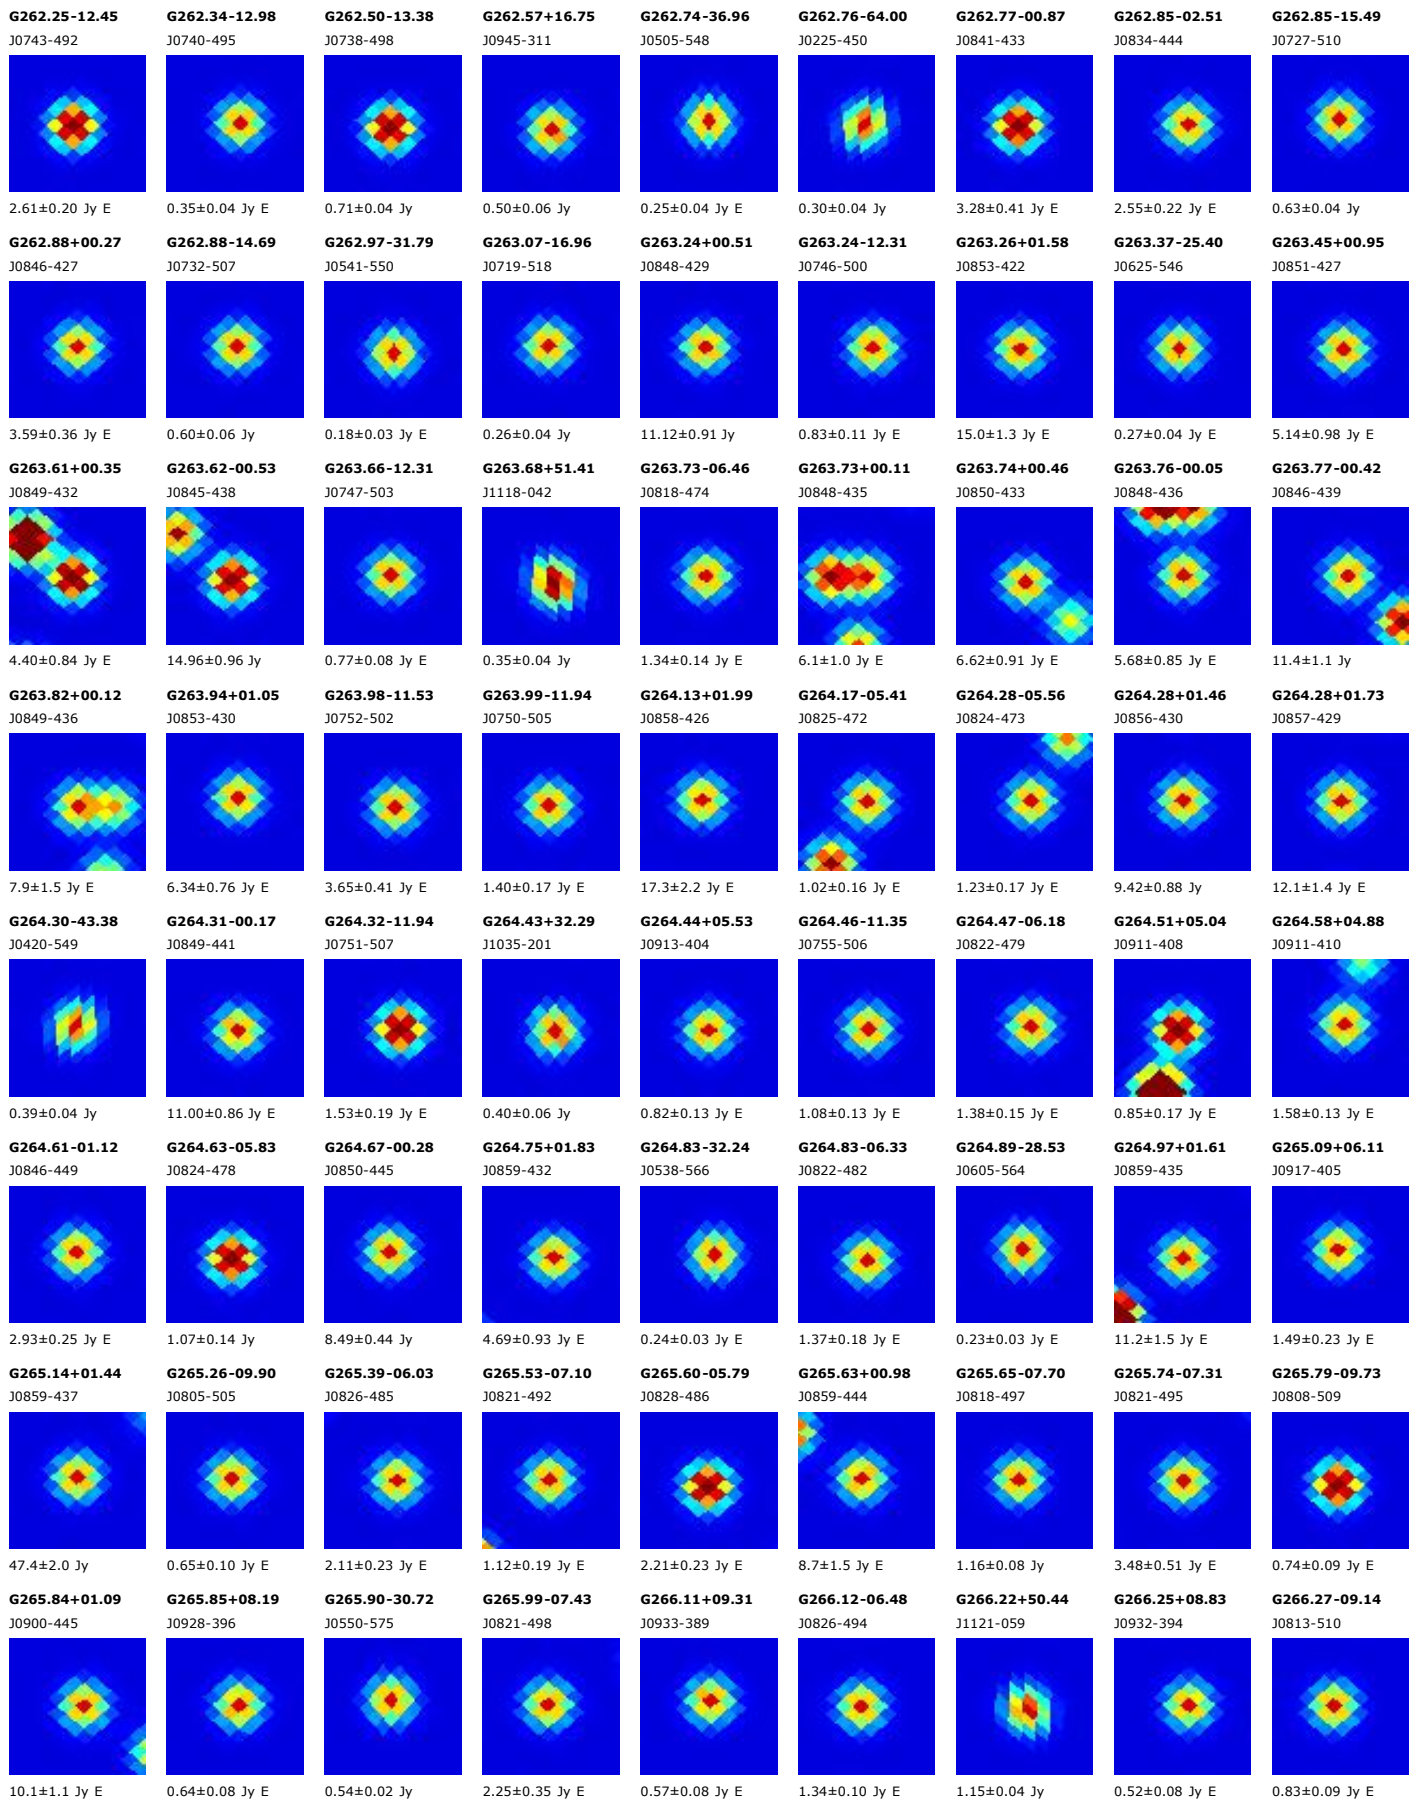 G262.25-12.45 G262.34-12.98 G262.50-13.38 G262.57+16.75 G262.74-36.96 G262.76-64.00 G262.77-00.87 G262.85-02.51 G262.85-15.49
J0743-492 J0740-495 J0738-498 J0945-311 J0505-548 J0225-450 J0841-433 J0834-444 J0727-510
2.61±0.20 Jy E 0.35±0.04 Jy E 0.71±0.04 Jy 0.50±0.06 Jy 0.25±0.04 Jy E 0.30±0.04 Jy 3.28±0.41 Jy E 2.55±0.22 Jy E 0.63±0.04 Jy
G262.88+00.27 G262.88-14.69 G262.97-31.79 G263.07-16.96 G263.24+00.51 G263.24-12.31 G263.26+01.58 G263.37-25.40 G263.45+00.95
J0846-427 J0732-507 J0541-550 J0719-518 J0848-429 J0746-500 J0853-422 J0625-546 J0851-427
3.59±0.36 Jy E 0.60±0.06 Jy 0.18±0.03 Jy E 0.26±0.04 Jy 11.12±0.91 Jy 0.83±0.11 Jy E 15.0±1.3 Jy E 0.27±0.04 Jy E 5.14±0.98 Jy E
G263.61+00.35 G263.62-00.53 G263.66-12.31 G263.68+51.41 G263.73-06.46 G263.73+00.11 G263.74+00.46 G263.76-00.05 G263.77-00.42
J0849-432 J0845-438 J0747-503 J1118-042 J0818-474 J0848-435 J0850-433 J0848-436 J0846-439
4.40±0.84 Jy E 14.96±0.96 Jy 0.77±0.08 Jy E 0.35±0.04 Jy 1.34±0.14 Jy E 6.1±1.0 Jy E 6.62±0.91 Jy E 5.68±0.85 Jy E 11.4±1.1 Jy
G263.82+00.12 G263.94+01.05 G263.98-11.53 G263.99-11.94 G264.13+01.99 G264.17-05.41 G264.28-05.56 G264.28+01.46 G264.28+01.73
J0849-436 J0853-430 J0752-502 J0750-505 J0858-426 J0825-472 J0824-473 J0856-430 J0857-429
7.9±1.5 Jy E 6.34±0.76 Jy E 3.65±0.41 Jy E 1.40±0.17 Jy E 17.3±2.2 Jy E 1.02±0.16 Jy E 1.23±0.17 Jy E 9.42±0.88 Jy 12.1±1.4 Jy E
G264.30-43.38 G264.31-00.17 G264.32-11.94 G264.43+32.29 G264.44+05.53 G264.46-11.35 G264.47-06.18 G264.51+05.04 G264.58+04.88
J0420-549 J0849-441 J0751-507 J1035-201 J0913-404 J0755-506 J0822-479 J0911-408 J0911-410
0.39±0.04 Jy 11.00±0.86 Jy E 1.53±0.19 Jy E 0.40±0.06 Jy 0.82±0.13 Jy E 1.08±0.13 Jy E 1.38±0.15 Jy E 0.85±0.17 Jy E 1.58±0.13 Jy E
G264.61-01.12 G264.63-05.83 G264.67-00.28 G264.75+01.83 G264.83-32.24 G264.83-06.33 G264.89-28.53 G264.97+01.61 G265.09+06.11
J0846-449 J0824-478 J0850-445 J0859-432 J0538-566 J0822-482 J0605-564 J0859-435 J0917-405
2.93±0.25 Jy E 1.07±0.14 Jy 8.49±0.44 Jy 4.69±0.93 Jy E 0.24±0.03 Jy E 1.37±0.18 Jy E 0.23±0.03 Jy E 11.2±1.5 Jy E 1.49±0.23 Jy E
G265.14+01.44 G265.26-09.90 G265.39-06.03 G265.53-07.10 G265.60-05.79 G265.63+00.98 G265.65-07.70 G265.74-07.31 G265.79-09.73
J0859-437 J0805-505 J0826-485 J0821-492 J0828-486 J0859-444 J0818-497 J0821-495 J0808-509
47.4±2.0 Jy 0.65±0.10 Jy E 2.11±0.23 Jy E 1.12±0.19 Jy E 2.21±0.23 Jy E 8.7±1.5 Jy E 1.16±0.08 Jy 3.48±0.51 Jy E 0.74±0.09 Jy E
G265.84+01.09 G265.85+08.19 G265.90-30.72 G265.99-07.43 G266.11+09.31 G266.12-06.48 G266.22+50.44 G266.25+08.83 G266.27-09.14
J0900-445 J0928-396 J0550-575 J0821-498 J0933-389 J0826-494 J1121-059 J0932-394 J0813-510
10.1±1.1 Jy E 0.64±0.08 Jy E 0.54±0.02 Jy 2.25±0.35 Jy E 0.57±0.08 Jy E 1.34±0.10 Jy E 1.15±0.04 Jy 0.52±0.08 Jy E 0.83±0.09 Jy E